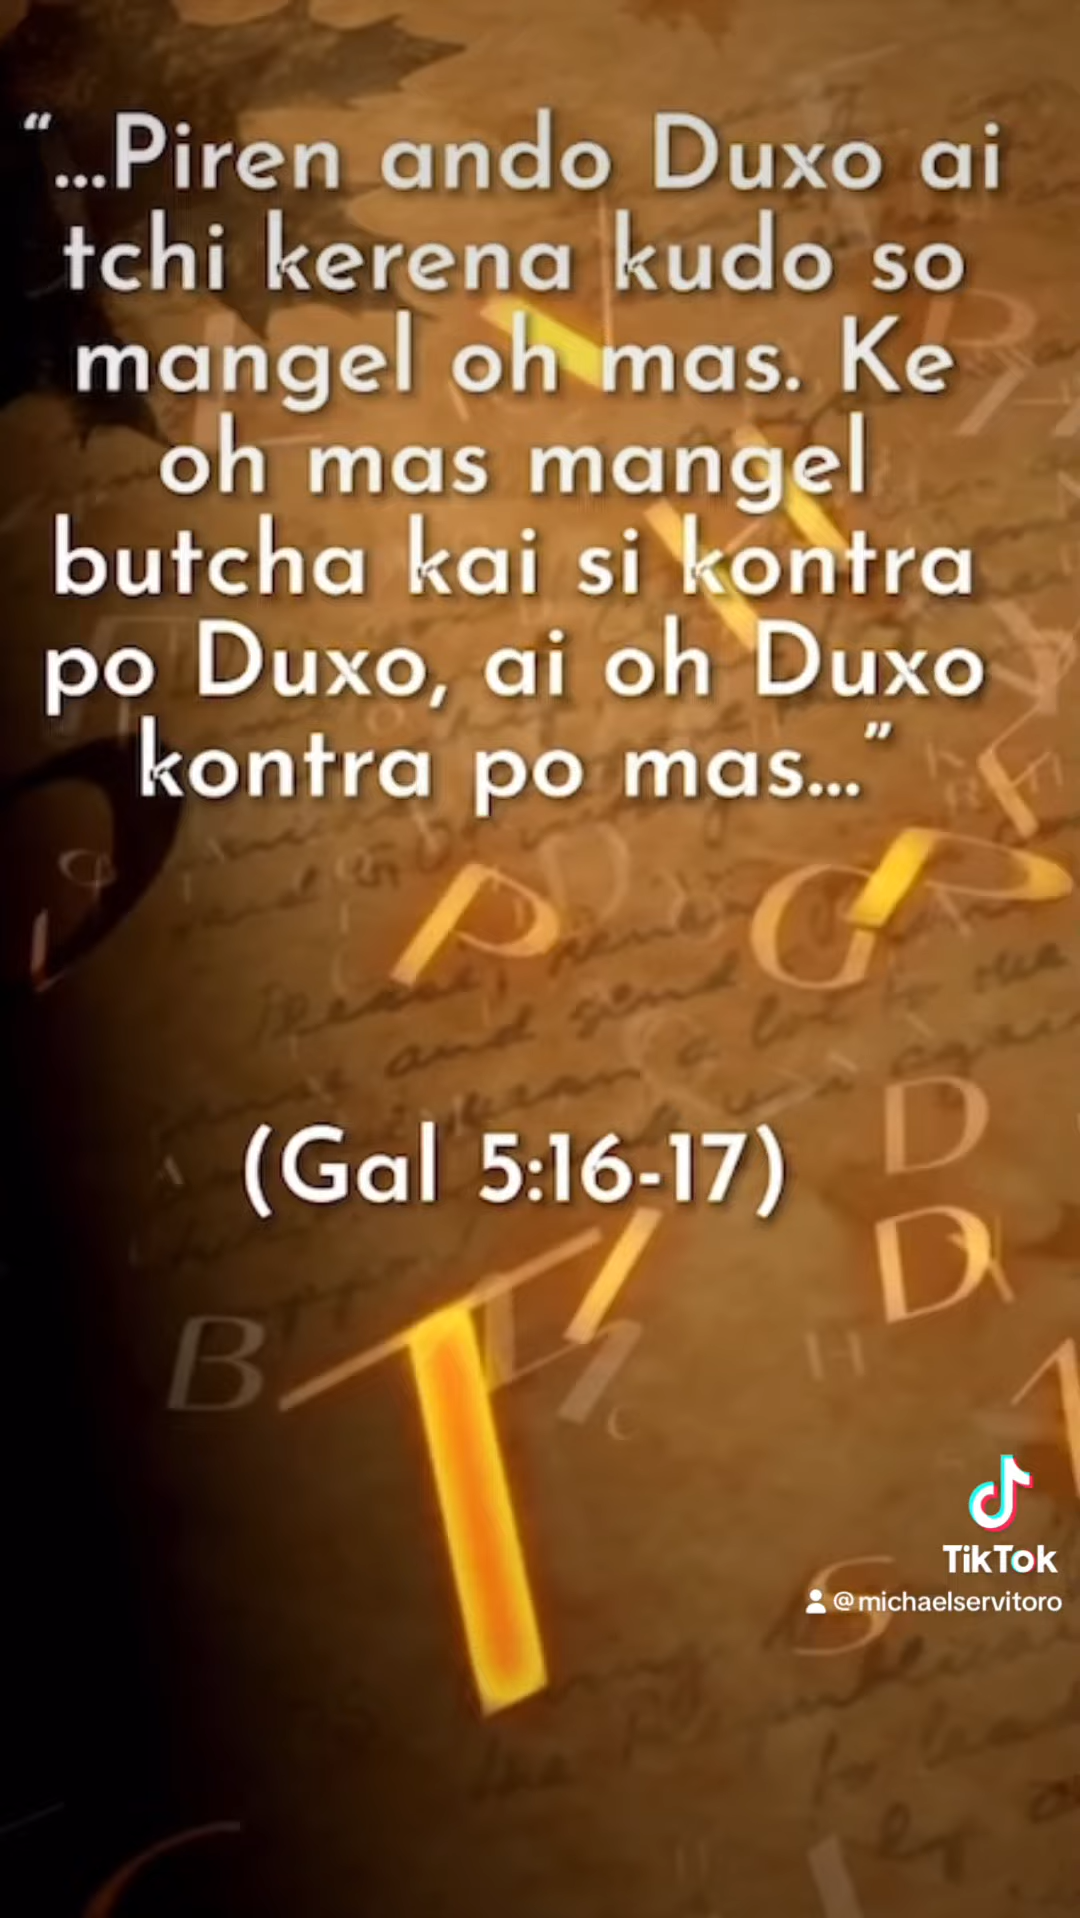 “...Piren ando Duxo ai
tchi kerena kudo so
mangel oh mas. Ke
oh mas mangel
butcha kai si kontra
po Duxo, ai oh Duxo
kontra po mas...”
(Gal 5:16-17)
TikTok
@michaelservitoro